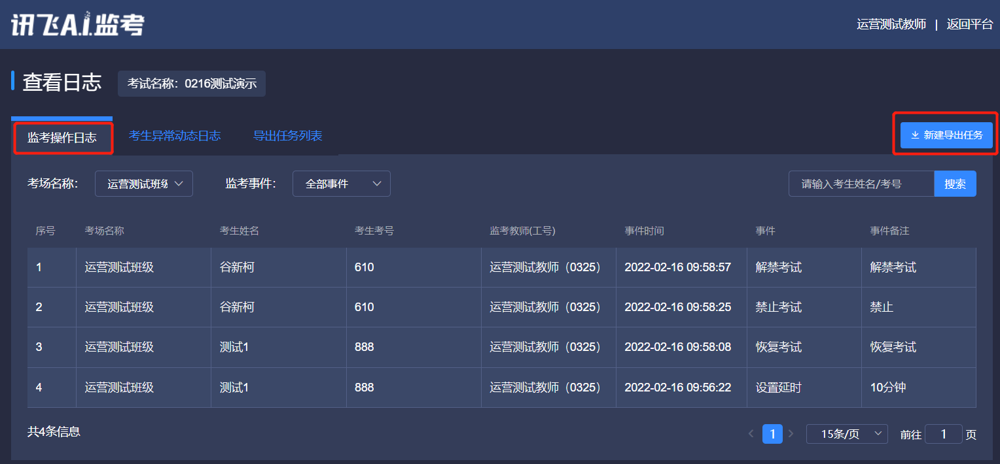 讯飞A.I.监考
运营测试教师 | 返回平台
查看日志 考试名称：0216测试演示
监考操作日志 考生异常动态日志 导出任务列表 新建导出任务
考场名称： 运营测试班级 监考事件： 全部事件 请输入考生姓名/考号 搜索
序号 考场名称 考生姓名 考生考号 监考教师(工号) 事件时间 事件 事件备注
1 运营测试班级 谷新柯 610 运营测试教师（0325） 2022-02-16 09:58:57 解禁考试 解禁考试
2 运营测试班级 谷新柯 610 运营测试教师（0325） 2022-02-16 09:58:25 禁止考试 禁止
3 运营测试班级 测试1 888 运营测试教师（0325） 2022-02-16 09:58:08 恢复考试 恢复考试
4 运营测试班级 测试1 888 运营测试教师（0325） 2022-02-16 09:56:22 设置延时 10分钟
共4条信息 1 15条/页 前往 1 页